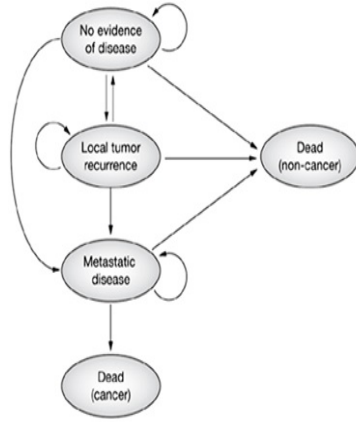 No evidence
of disease
Local tumor
recurrence
Dead
(non-cancer)
Metastatic
disease
Dead
(cancer)